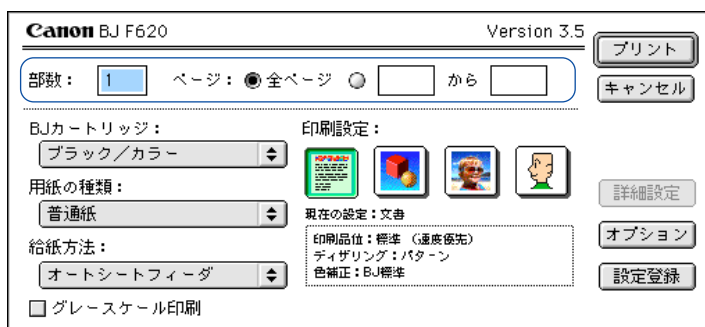 Canon BJ F620 Version 3.5
プリント
部数： 1 ページ： 全ページ から
キャンセル
BJカートリッジ：
ブラック／カラー
用紙の種類：
普通紙
給紙方法：
オートシートフィーダ
グレースケール印刷
印刷設定：
現在の設定：文書
印刷品位：標準 （速度優先）
ディザリング：パターン
色補正：BJ標準
詳細設定
オプション
設定登録